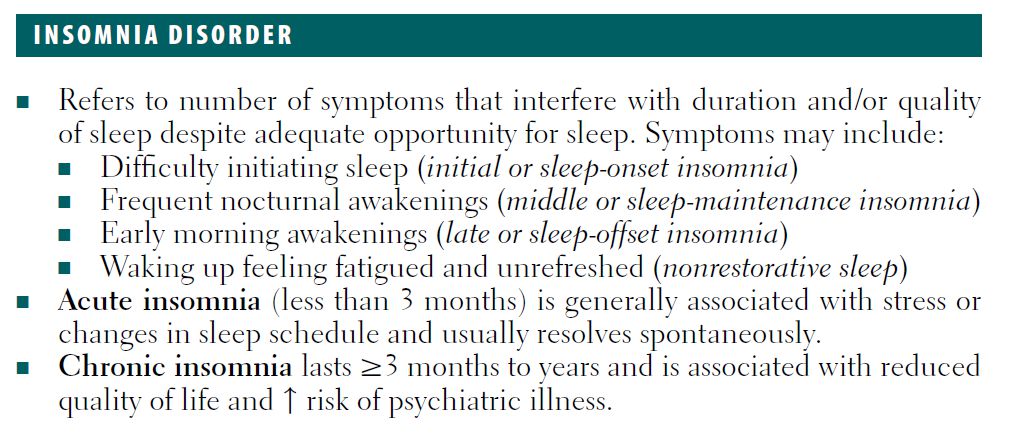 INSOMNIA DISORDER
■ Refers to number of symptoms that interfere with duration and/or quality
of sleep despite adequate opportunity for sleep. Symptoms may include:
■ Difficulty initiating sleep (initial or sleep-onset insomnia)
■ Frequent nocturnal awakenings (middle or sleep-maintenance insomnia)
■ Early morning awakenings (late or sleep-offset insomnia)
■ Waking up feeling fatigued and unrefreshed (nonrestorative sleep)
■ Acute insomnia (less than 3 months) is generally associated with stress or
changes in sleep schedule and usually resolves spontaneously.
■ Chronic insomnia lasts ≥3 months to years and is associated with reduced
quality of life and ↑ risk of psychiatric illness.